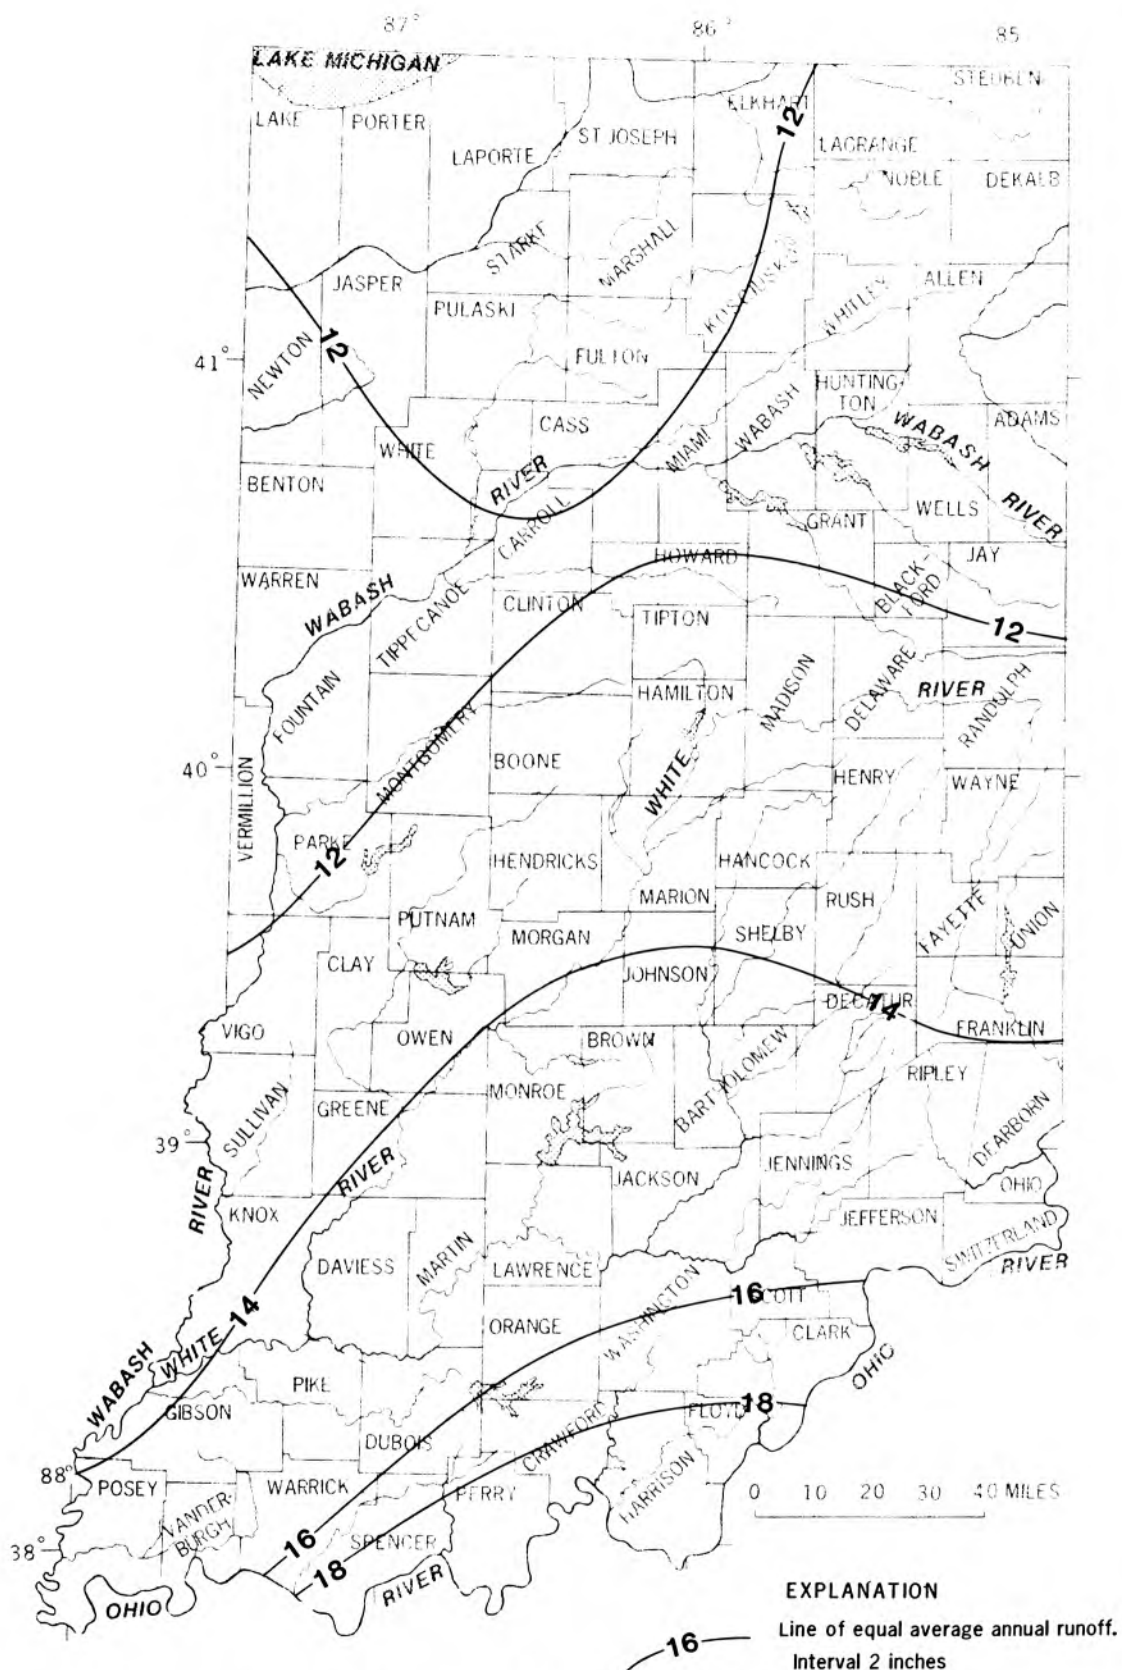 87° 86° 85
LAKE MICHIGAN
STEUBEN
ELKHART
LAKE
PORTER
12
ST JOSEPH
LAGRANGE
LAPORTE
NOBLE
DEKALB
STARKE
MARSHALL
JASPER
KOSCIUSKO
WHITLEY
ALLEN
PULASKI
12
41°
NEWTON
FULTON
HUNTING-
TON
WABASH
CASS
WABASH
ADAMS
WHITE
MIAMI
BENTON
RIVER
RIVER
WELLS
CARROLL
GRANT
HOWARD
JAY
WARREN
WABASH
BLACK-
FORD
TIPPECANOE
CLINTON
TIPTON
12
FOUNTAIN
HAMILTON
MADISON
DELAWARE
RIVER
RANDOLPH
MONTGOMERY
40°
BOONE
WHITE
HENRY
WAYNE
VERMILLION
PARKE
12
HENDRICKS
HANCOCK
MARION
RUSH
PUTNAM
FAYETTE
UNION
MORGAN
SHELBY
CLAY
JOHNSON
DECATUR
14
VIGO
OWEN
BROWN
FRANKLIN
BARTHOLOMEW
RIPLEY
SULLIVAN
GREENE
MONROE
DEARBORN
39°
RIVER
RIVER
JENNINGS
JACKSON
OHIO
KNOX
JEFFERSON
SWITZERLAND
DAVIESS
MARTIN
LAWRENCE
RIVER
14
16
SCOTT
WASHINGTON
ORANGE
CLARK
WABASH
WHITE
OHIO
PIKE
GIBSON
18
FLOYD
DUBOIS
CRAWFORD
88°
POSEY
WARRICK
PERRY
HARRISON
0 10 20 30 40 MILES
VANDER-
BURGH
38°
16
SPENCER
18
RIVER
OHIO
EXPLANATION
16
Line of equal average annual runoff.
Interval 2 inches